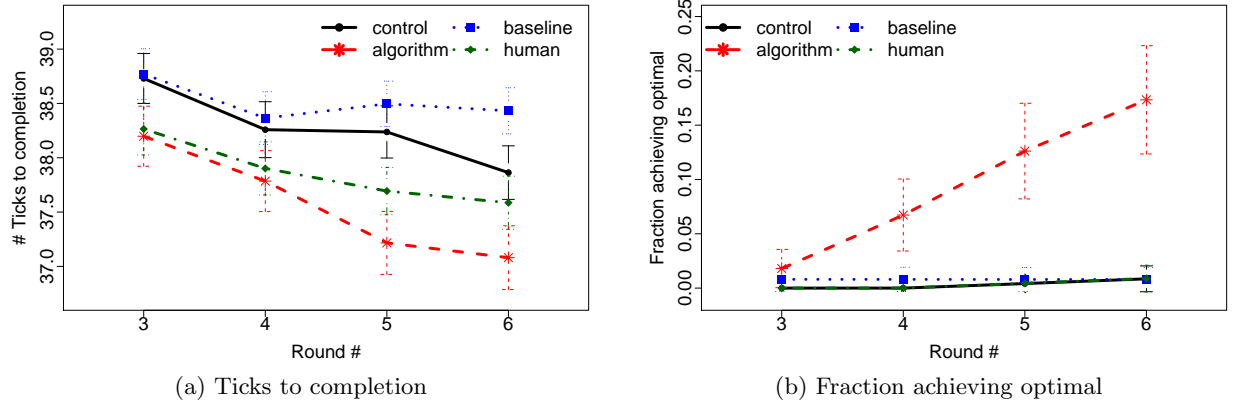 control
baseline
algorithm
human
39.0
38.5
38.0
37.5
37.0
# Ticks to completion
3 4 5 6
Round #
(a) Ticks to completion
control
baseline
algorithm
human
0.25
0.20
0.15
0.10
0.05
0.00
Fraction achieving optimal
3 4 5 6
Round #
(b) Fraction achieving optimal